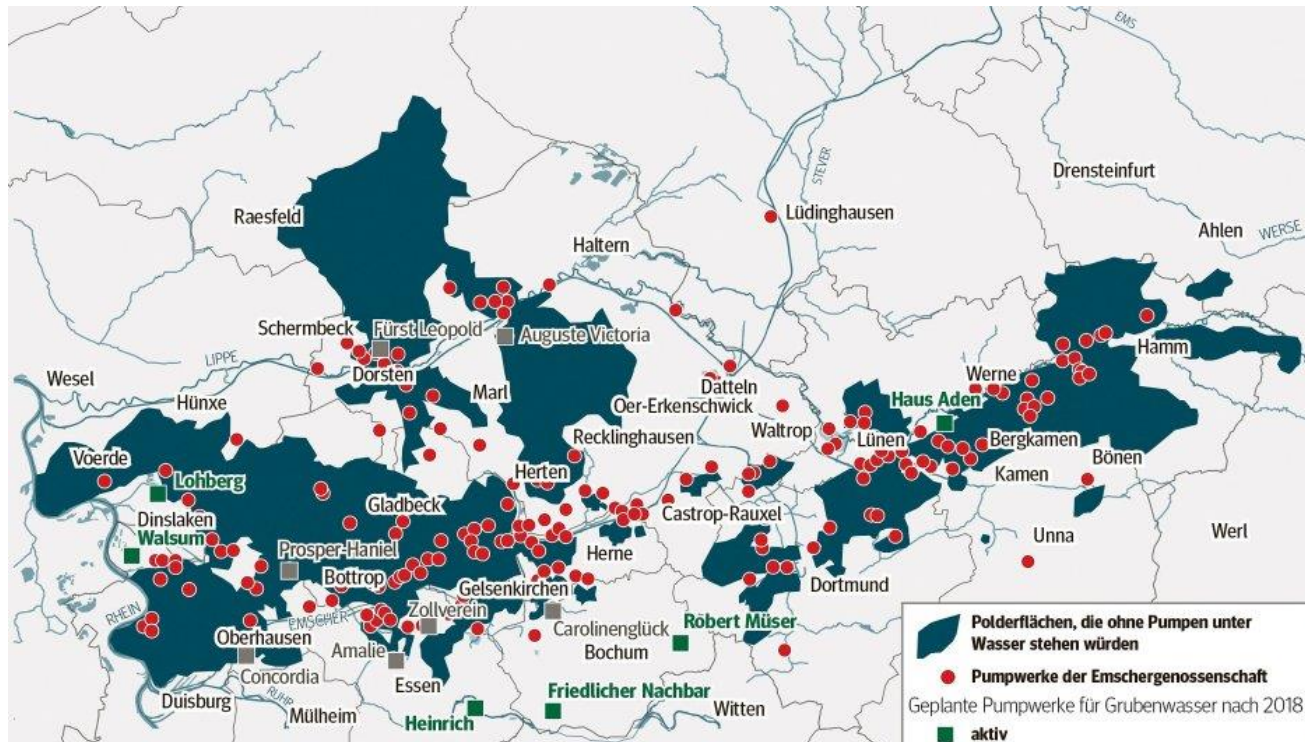 EMS
STEVER
Drensteinfurt
Lüdinghausen
Raesfeld
Ahlen
WERSE
Haltern
Schermbeck
Fürst Leopold
Auguste Victoria
LIPPE
Hamm
Wesel
Dorsten
Marl
Datteln
Werne
Hünxe
Oer-Erkenschwick
Haus Aden
Waltrop
Lünen
Bergkamen
Recklinghausen
Voerde
Bönen
Herten
Kamen
Lohberg
Gladbeck
Castrop-Rauxel
Dinslaken
Werl
Walsum
Unna
Herne
Prosper-Haniel
Bottrop
Dortmund
Gelsenkirchen
RHEIN
EMSCHER
Zollverein
Carolinenglück
Robert Müser
Oberhausen
Bochum
Amalie
Concordia
Essen
Duisburg
RUHR
Mülheim
Heinrich
Friedlicher Nachbar
Witten
Polderflächen, die ohne Pumpen unter
Wasser stehen würden
Pumpwerke der Emschergenossenschaft
Geplante Pumpwerke für Grubenwasser nach 2018
aktiv